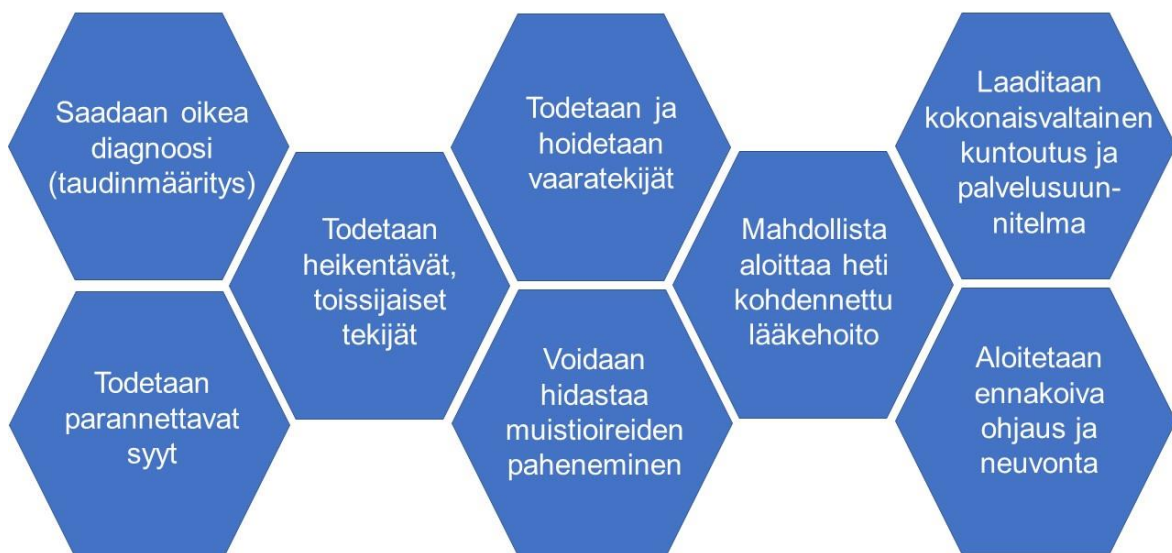 Saadaan oikea
diagnoosi
(taudinmääritys)
Todetaan
parannettavat
syyt
Todetaan
heikentävät,
toissijaiset
tekijät
Todetaan ja
hoidetaan
vaaratekijät
Voidaan
hidastaa
muistioireiden
paheneminen
Mahdollista
aloittaa heti
kohdennettu
lääkehoito
Laaditaan
kokonaisvaltainen
kuntoutus ja
palvelusuun-
nitelma
Aloitetaan
ennakoiva
ohjaus ja
neuvonta